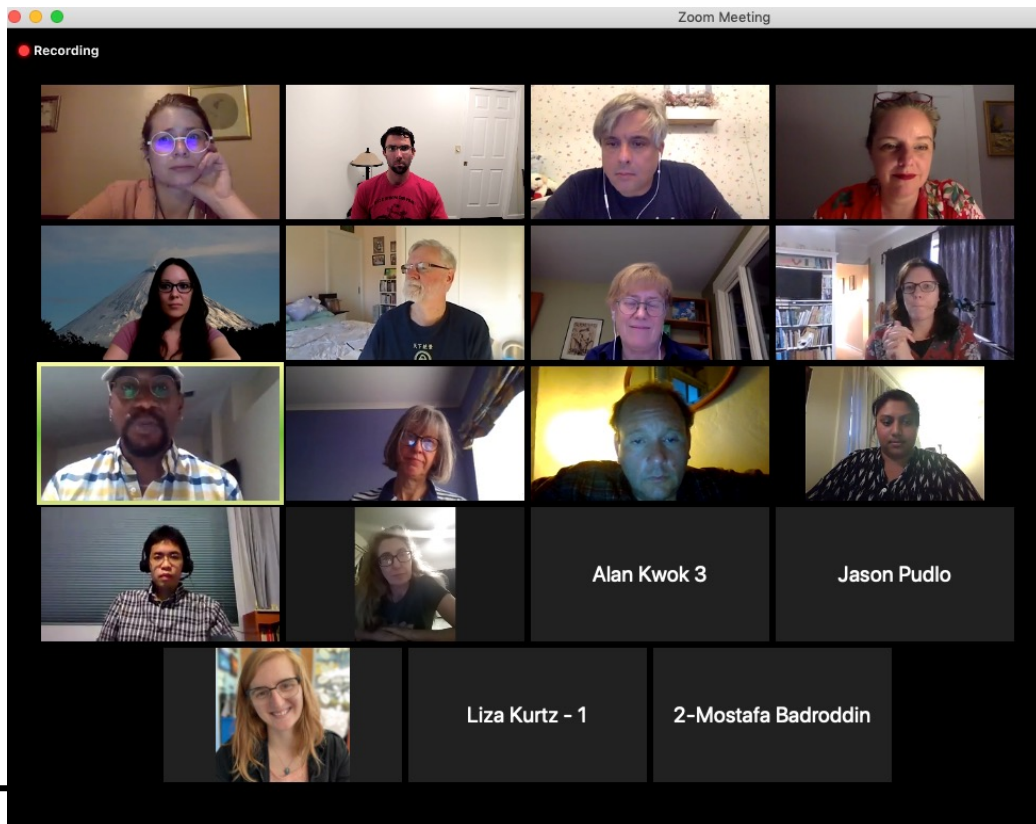 Zoom Meeting
Recording
Alan Kwok 3
Jason Pudlo
Liza Kurtz - 1
2-Mostafa Badroddin